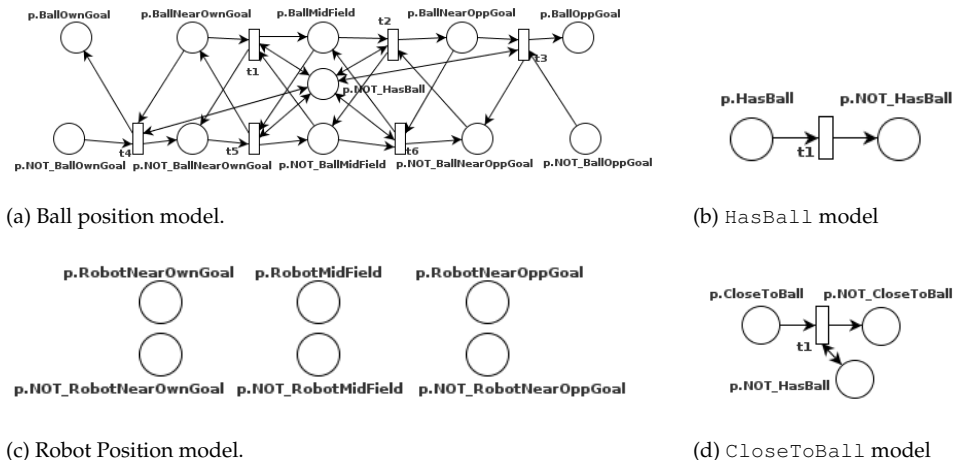 p.BallOwnGoal p.BallNearOwnGoal p.BallMidField p.BallNearOppGoal p.BallOppGoal
t2
t1
t3
p.NOT_HasBall
t4
t5
t6
p.NOT_BallOwnGoal p.NOT_BallNearOwnGoal p.NOT_BallMidField p.NOT_BallNearOppGoal p.NOT_BallOppGoal
(a) Ball position model.
p.HasBall p.NOT_HasBall
t1
(b) HasBall model
p.RobotNearOwnGoal p.RobotMidField p.RobotNearOppGoal
p.NOT_RobotNearOwnGoal p.NOT_RobotMidField p.NOT_RobotNearOppGoal
(c) Robot Position model.
p.CloseToBall p.NOT_CloseToBall
t1
p.NOT_HasBall
(d) CloseToBall model